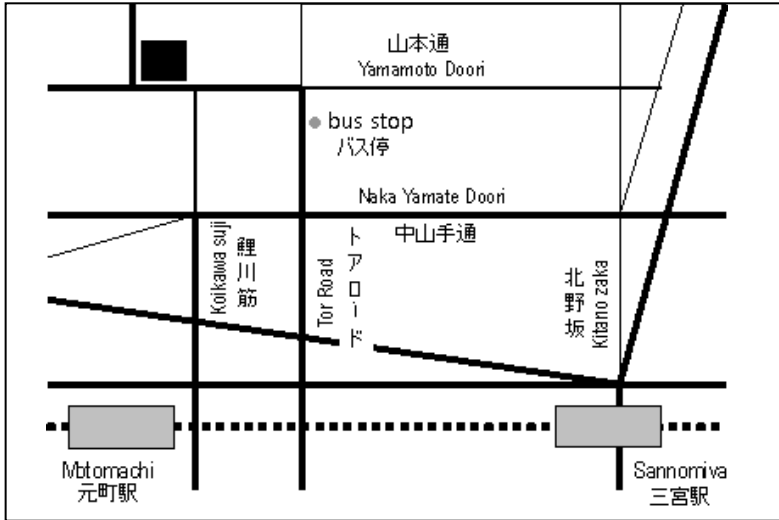 山本通
Yamamoto Doori
bus stop
バス停
Naka Yamate Doori
中山手通
Koikawa suji
鯉川筋
Tor Road
トアロード
北野坂
Kitano zaka
Motomachi
元町駅
Sannomiya
三宮駅